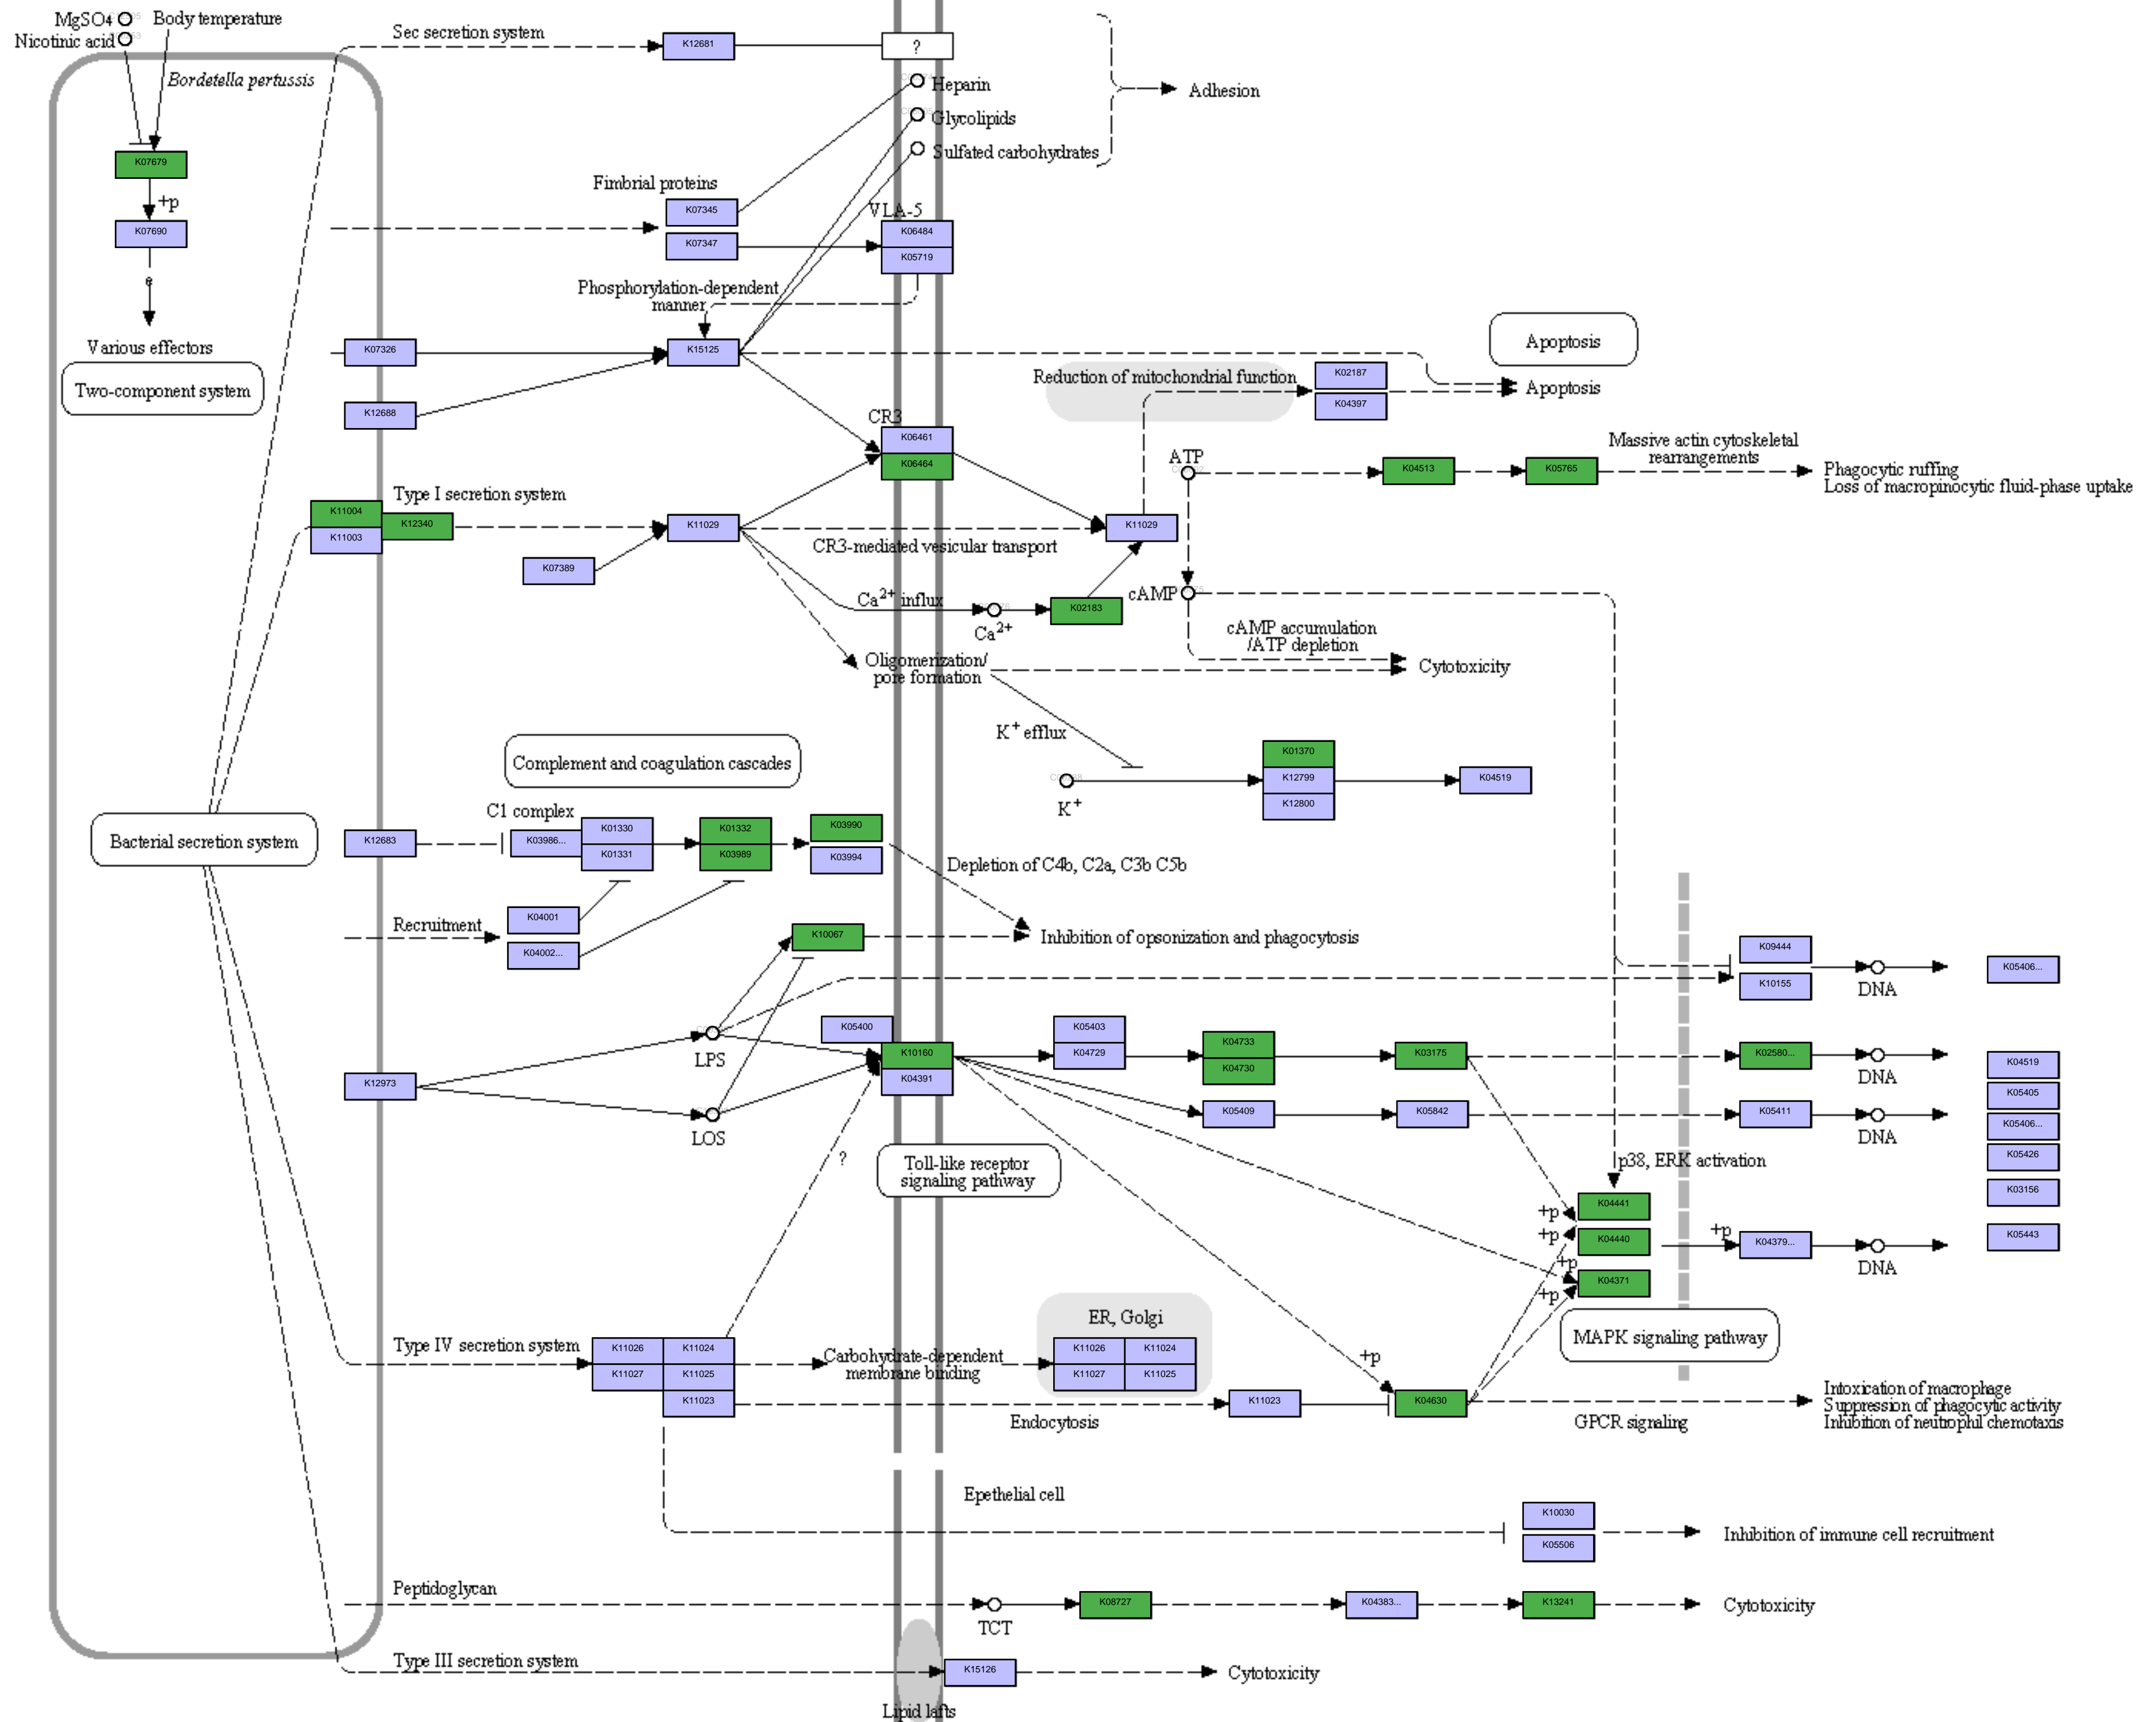 MgSO4
Body temperature
Nicotinic acid
Bordetella pertussis
Sec secretion system
K12681
?
Heparin
Adhesion
Glycolipids
Sulfated carbohydrates
K07679
+p
K07690
e
Various effectors
Two-component system
Fimbrial proteins
K07345
K07347
VLA-5
K06484
K05719
Phosphorylation-dependent
manner
K07326
K15125
K12688
Apoptosis
Reduction of mitochondrial function
K02187
K04397
Apoptosis
CR3
K06461
K06464
ATP
K04513
K05765
Massive actin cytoskeletal
rearrangements
Phagocytic ruffing
Loss of macropinocytic fluid-phase uptake
Type I secretion system
K11004
K12340
K11003
K11029
K11029
CR3-mediated vesicular transport
K07389
Ca2+ influx
Ca2+
K02183
cAMP
cAMP accumulation
/ATP depletion
Oligomerization/
pore formation
Cytotoxicity
K+ efflux
K+
K01370
K12799
K12800
K04519
Complement and coagulation cascades
C1 complex
Bacterial secretion system
K12683
K03986...
K01330
K01331
K01332
K03989
K03990
K03994
Depletion of C4b, C2a, C3b C5b
Recruitment
K04001
K04002...
K10067
Inhibition of opsonization and phagocytosis
K09444
K10155
DNA
K05406...
LPS
K05400
K10160
K04391
K05403
K04729
K04733
K04730
K03175
K02580...
DNA
K12973
LOS
K05409
K05842
K05411
DNA
K04519
K05405
K05406...
K05426
K03156
K05443
?
Toll-like receptor
signaling pathway
p38, ERK activation
+p
K04441
+p
K04440
+p
+p
K04371
+p
K04379...
DNA
MAPK signaling pathway
Type IV secretion system
K11026
K11024
K11027
K11025
K11023
Carbohydrate-dependent
membrane binding
ER, Golgi
K11026
K11024
K11027
K11025
Endocytosis
K11023
+p
K04630
GPCR signaling
Intoxication of macrophage
Suppression of phagocytic activity
Inhibition of neutrophil chemotaxis
Epethelial cell
K10030
K05506
Inhibition of immune cell recruitment
Peptidoglycan
TCT
K08727
K04383...
K13241
Cytotoxicity
Type III secretion system
K15126
Cytotoxicity
Lipid lafts